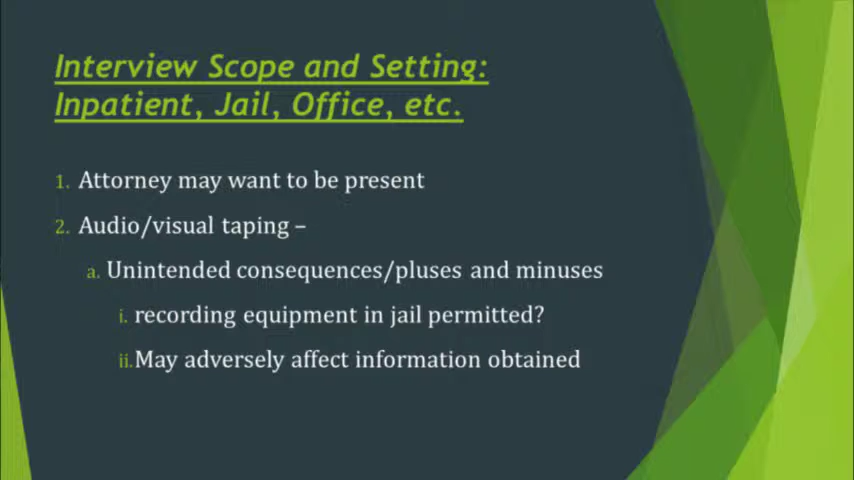 Interview Scope and Setting:
Inpatient, Jail, Office, etc.
1. Attorney may want to be present
2. Audio/visual taping –
a. Unintended consequences/pluses and minuses
i. recording equipment in jail permitted?
ii. May adversely affect information obtained